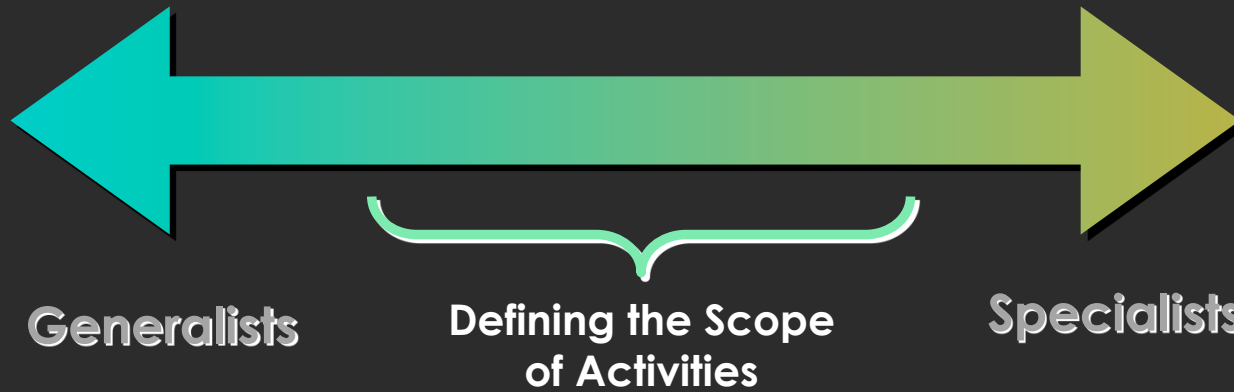 Generalists
Defining the Scope
of Activities
Specialists